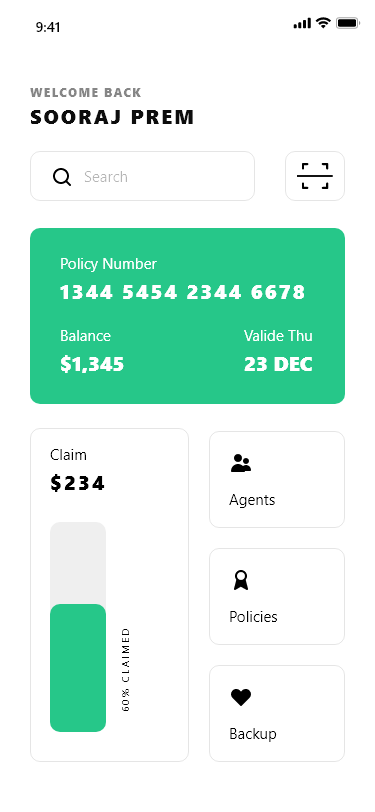 9:41
WELCOME BACK
SOORAJ PREM
Search
Policy Number
1344 5454 2344 6678
Balance
Valide Thu
$1,345
23 DEC
Claim
$234
60% CLAIMED
Agents
Policies
Backup